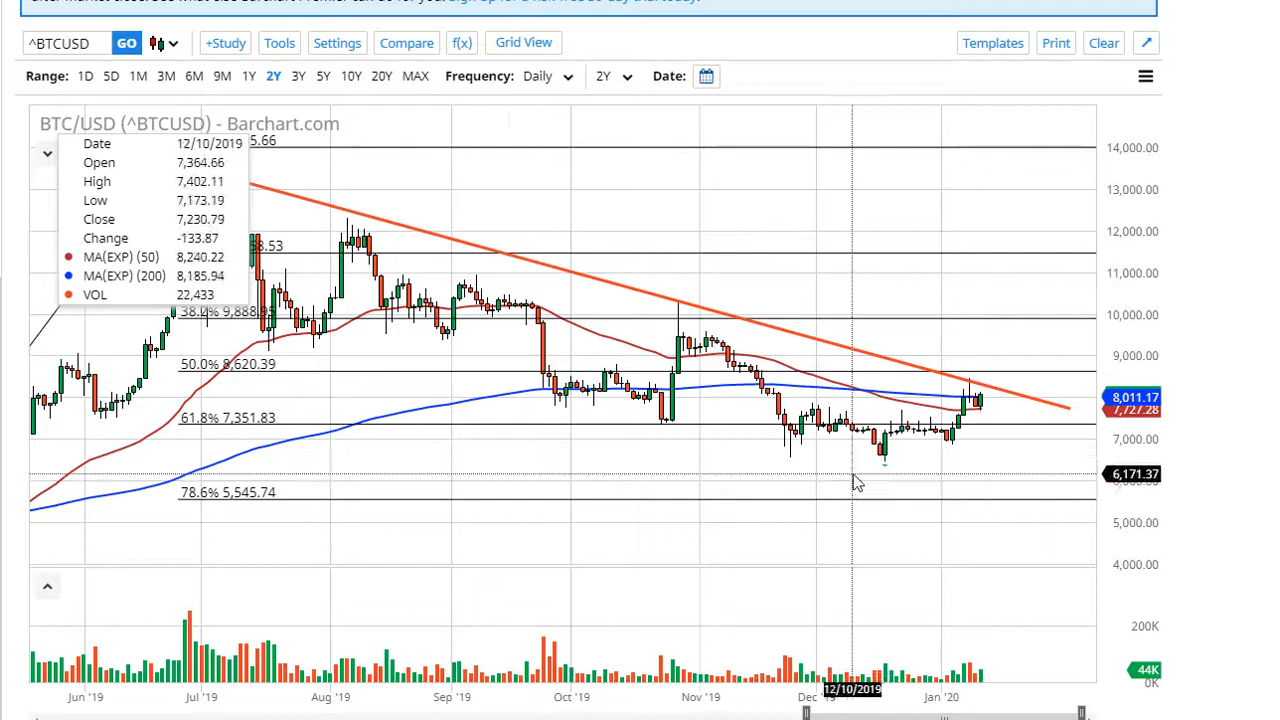 ^BTCUSD GO +Study Tools Settings Compare f(x) Grid View Templates Print Clear
Range: 1D 5D 1M 3M 6M 9M 1Y 2Y 3Y 5Y 10Y 20Y MAX Frequency: Daily 2Y Date:
BTC/USD (^BTCUSD) - Barchart.com
5.66
Date 12/10/2019
Open 7,364.66
High 7,402.11
Low 7,173.19
Close 7,230.79
Change -133.87
MA(EXP) (50) 8,240.22
MA(EXP) (200) 8,185.94
VOL 22,433
8.53
38.2% 9,888.95
50.0% 8,620.39
61.8% 7,351.83
78.6% 5,545.74
14,000.00
13,000.00
12,000.00
11,000.00
10,000.00
9,000.00
8,011.17
7,727.28
7,000.00
6,171.37
5,000.00
4,000.00
200K
44K
0K
Jun '19 Jul '19 Aug '19 Sep '19 Oct '19 Nov '19 Dec 12/10/2019 Jan '20